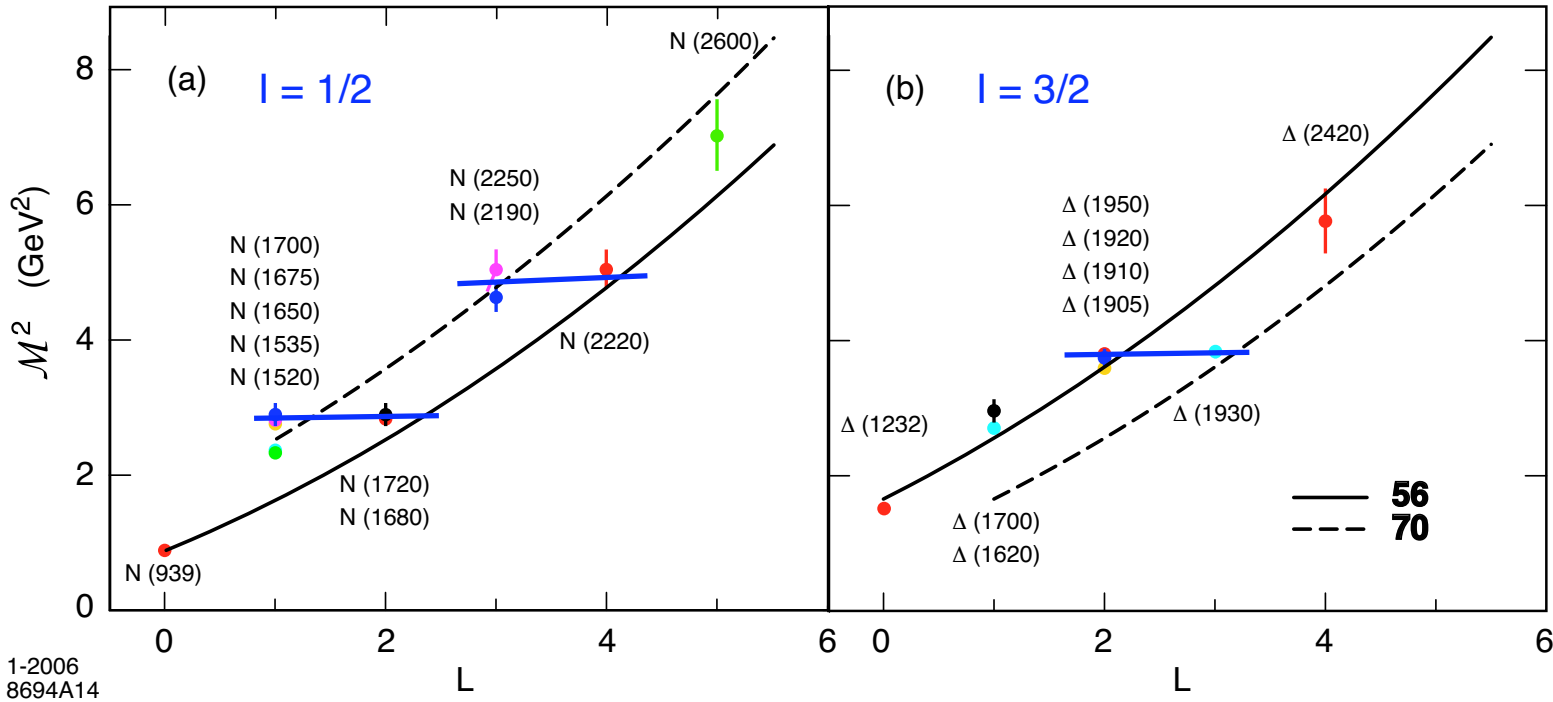 (a)
I = 1/2
N (2600)
N (2250)
N (2190)
N (1700)
N (1675)
N (1650)
N (1535)
N (1520)
N (2220)
N (1720)
N (1680)
N (939)
8
6
4
2
0
ℳ² (GeV²)
0
2
4
6
L
(b)
I = 3/2
Δ (2420)
Δ (1950)
Δ (1920)
Δ (1910)
Δ (1905)
Δ (1232)
Δ (1930)
Δ (1700)
Δ (1620)
56
70
0
2
4
6
L
1-2006
8694A14